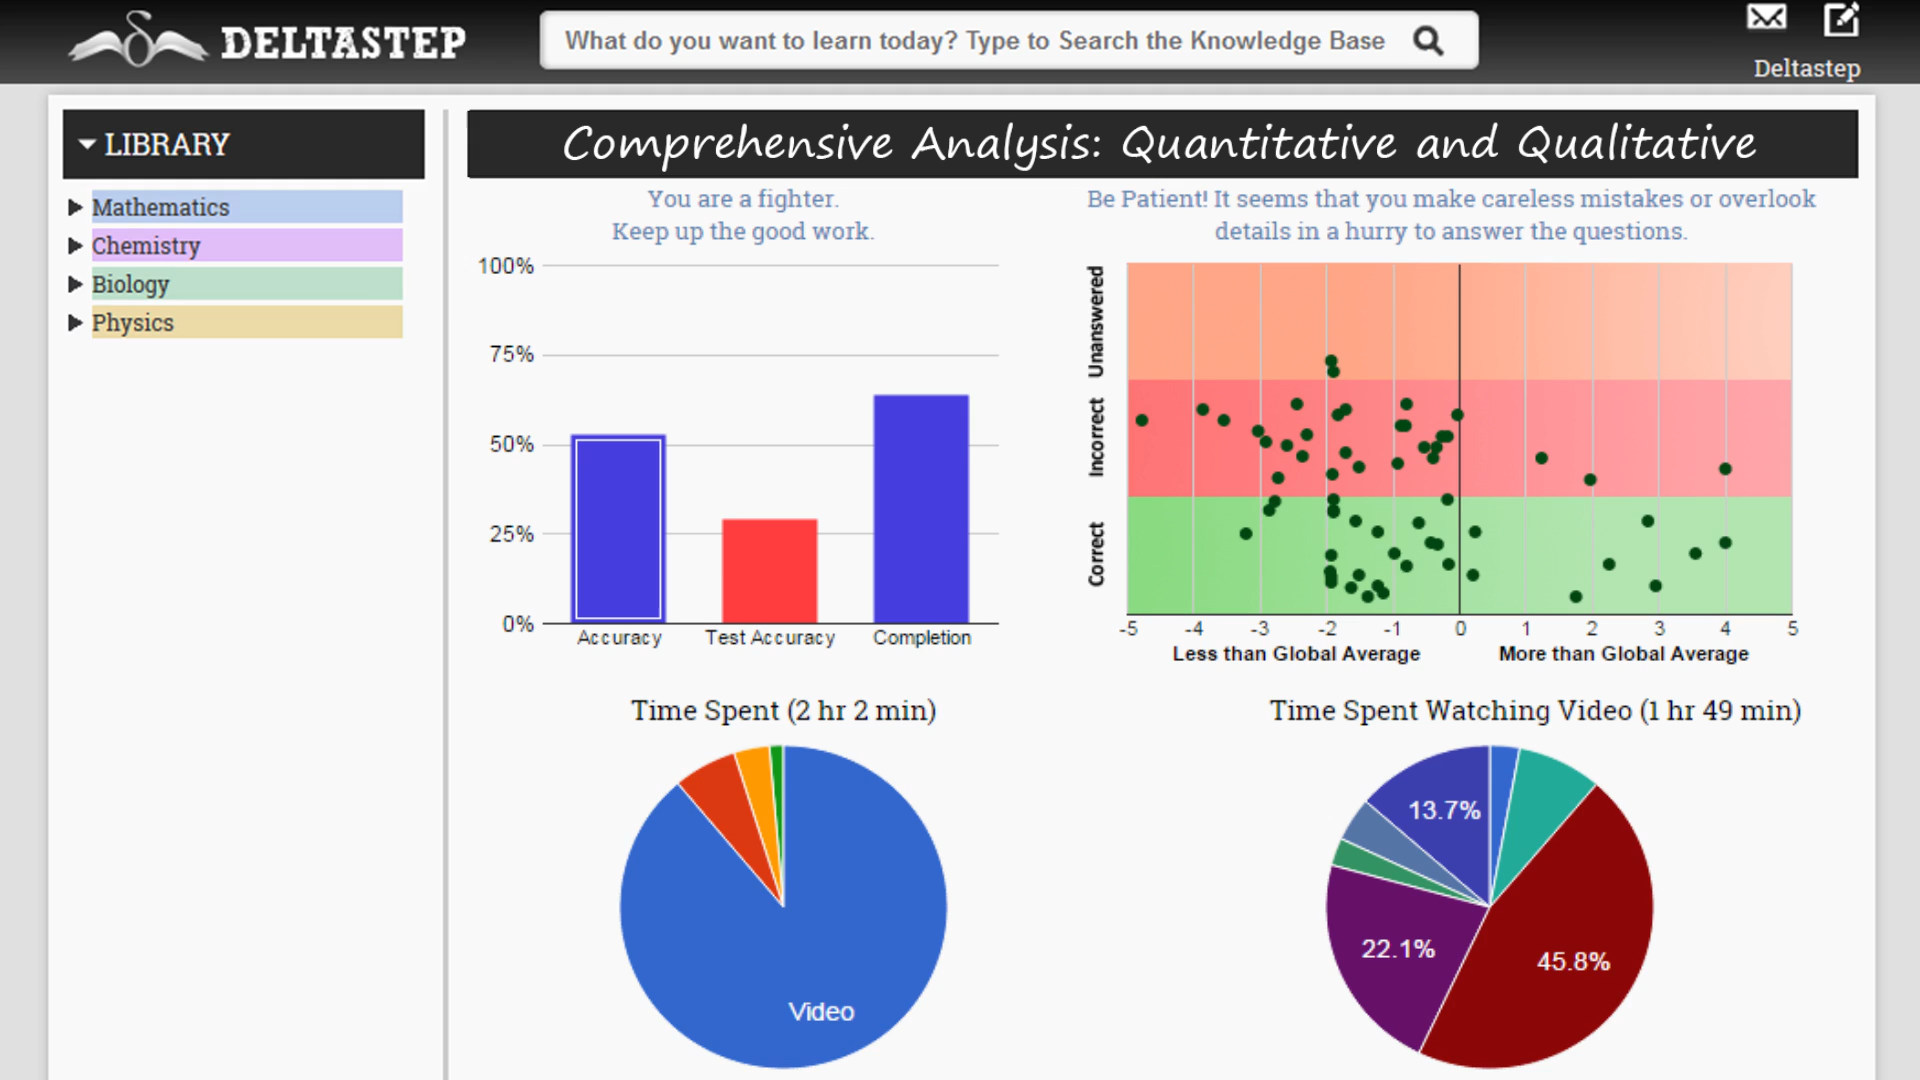 DELTASTEP
What do you want to learn today? Type to Search the Knowledge Base
Deltastep
LIBRARY
Mathematics
Chemistry
Biology
Physics
Comprehensive Analysis: Quantitative and Qualitative
You are a fighter.
Keep up the good work.
100%
75%
50%
25%
0%
Accuracy Test Accuracy Completion
Be Patient! It seems that you make careless mistakes or overlook
details in a hurry to answer the questions.
Unanswered
Incorrect
Correct
-5 -4 -3 -2 -1 0 1 2 3 4 5
Less than Global Average More than Global Average
Time Spent (2 hr 2 min)
Video
Time Spent Watching Video (1 hr 49 min)
13.7%
22.1%
45.8%